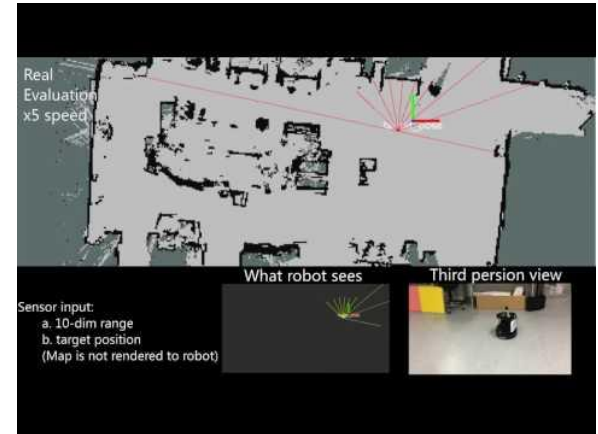 Real
Evaluation
x5 speed
What robot sees
Third persion view
Sensor input:
a. 10-dim range
b. target position
(Map is not rendered to robot)